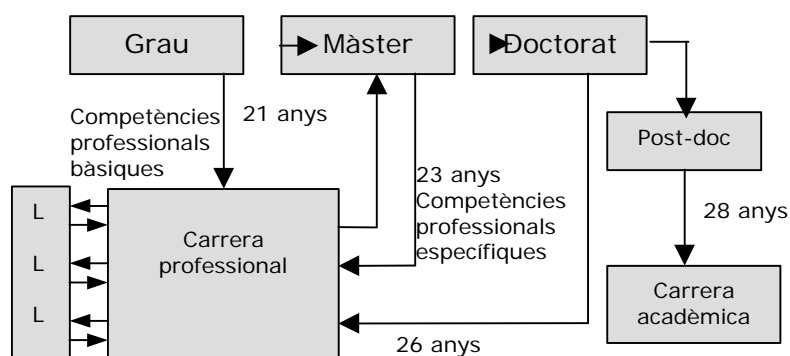 Grau
Màster
Doctorat
Competències
professionals
bàsiques
21 anys
Post-doc
23 anys
Competències
professionals
específiques
28 anys
L
L
L
Carrera
professional
Carrera
acadèmica
26 anys